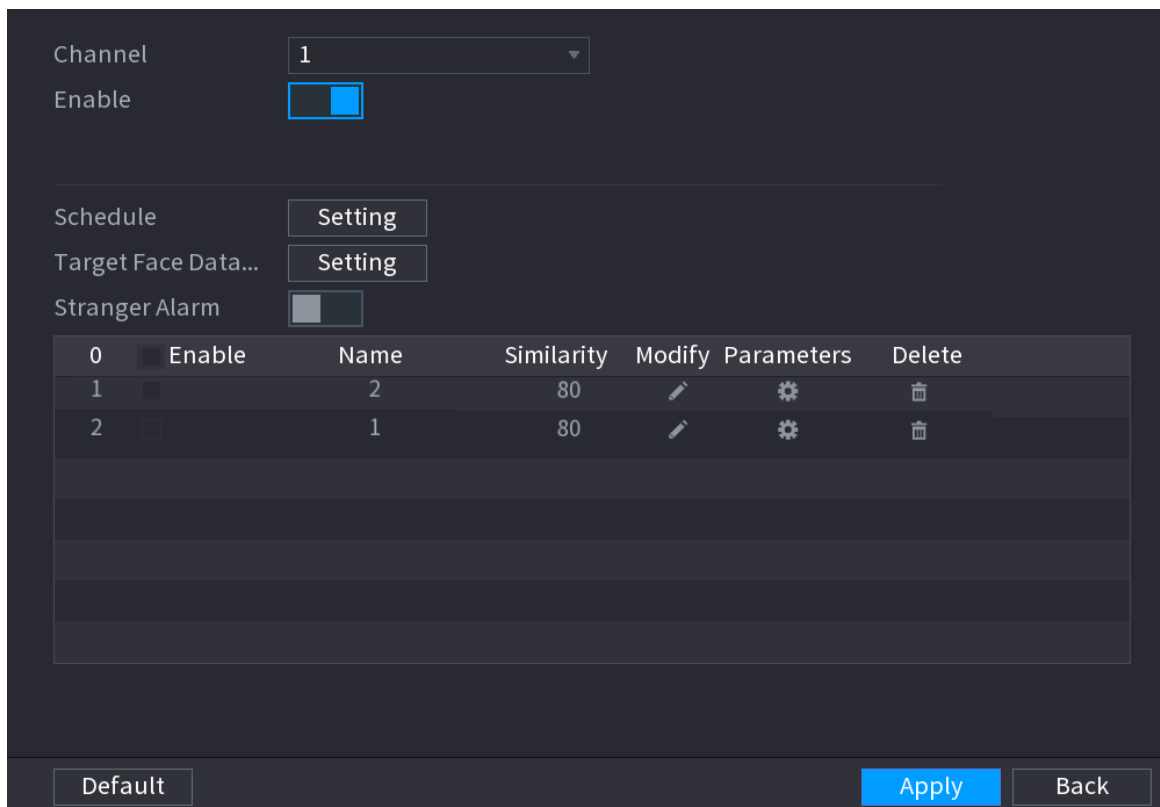 Channel 1
Enable
Schedule Setting
Target Face Data... Setting
Stranger Alarm
0 Enable Name Similarity Modify Parameters Delete
1 2 80
2 1 80
Default Apply Back